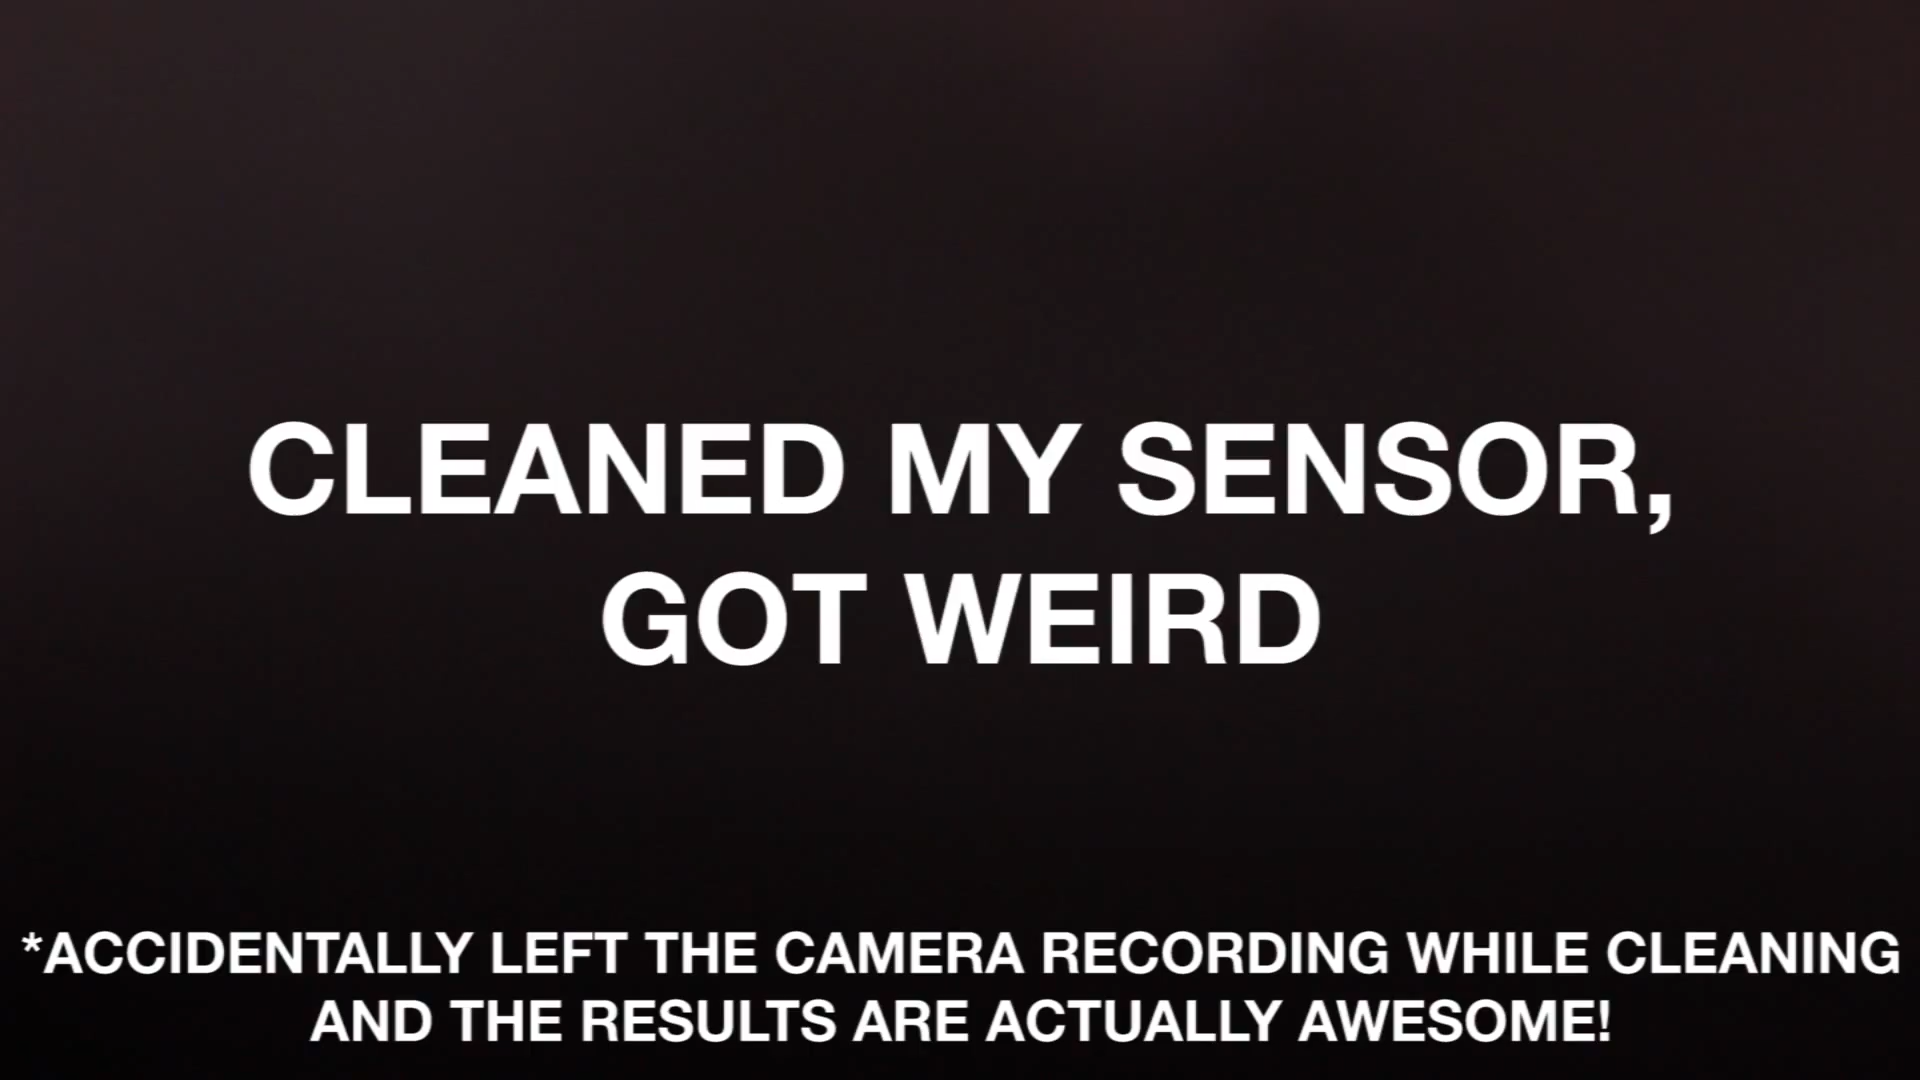 CLEANED MY SENSOR,
GOT WEIRD
*ACCIDENTALLY LEFT THE CAMERA RECORDING WHILE CLEANING
AND THE RESULTS ARE ACTUALLY AWESOME!